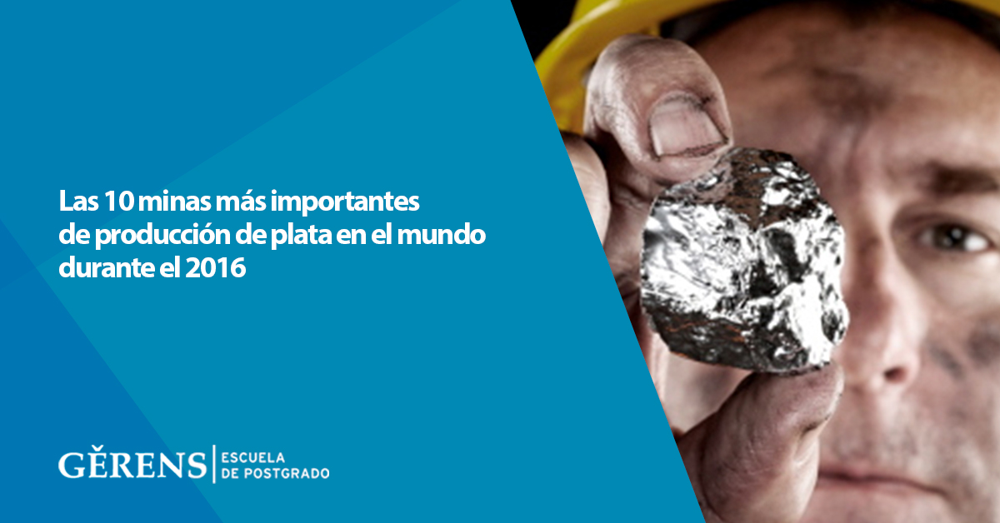 Las 10 minas más importantes
de producción de plata en el mundo
durante el 2016
GĚRENS
ESCUELA
DE POSTGRADO